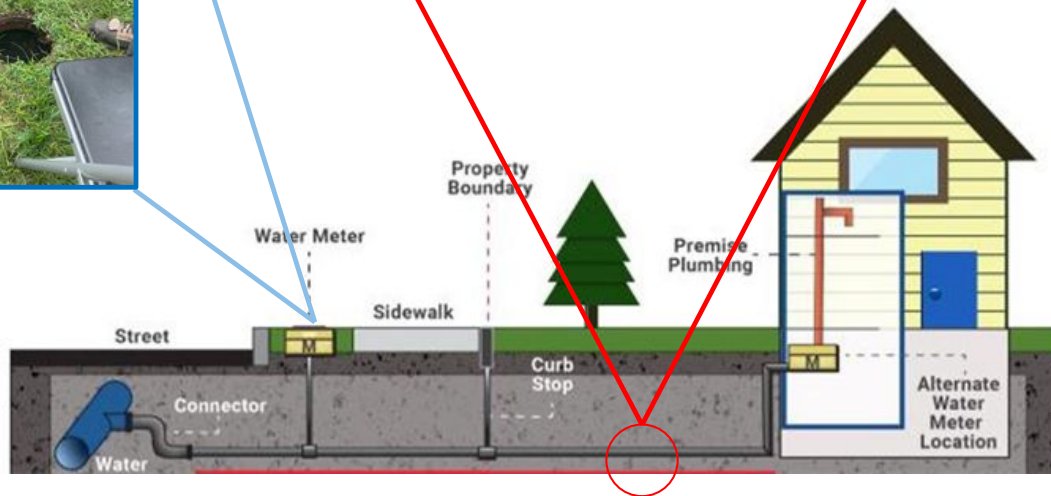 Property
Boundary
Water Meter
Premise
Plumbing
Sidewalk
Street
M
M
Curb
Stop
Alternate
Water
Meter
Location
Connector
Water